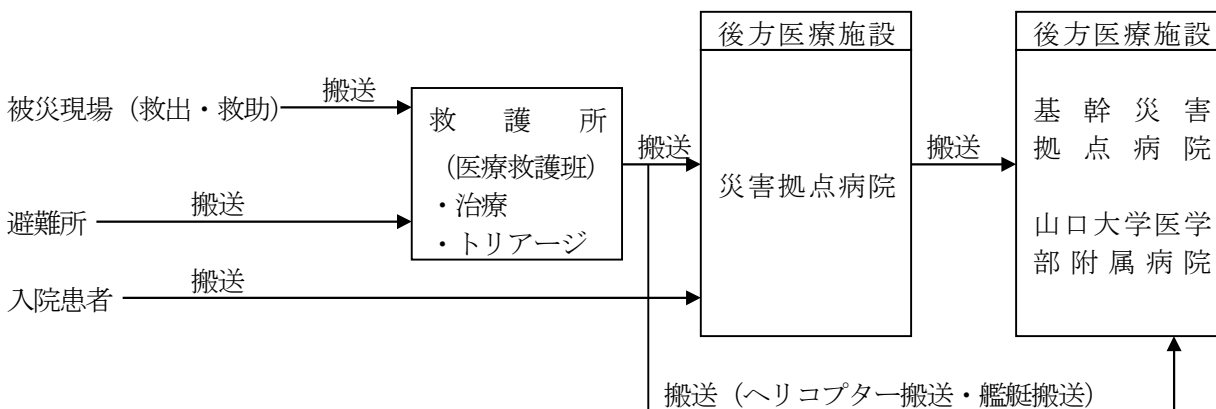 被災現場（救出・救助）
搬送
避難所
搬送
入院患者
搬送
救護所
（医療救護班）
・治療
・トリアージ
搬送
後方医療施設
災害拠点病院
搬送
後方医療施設
基幹災害
拠点病院
山口大学医学
部附属病院
搬送（ヘリコプター搬送・艦艇搬送）